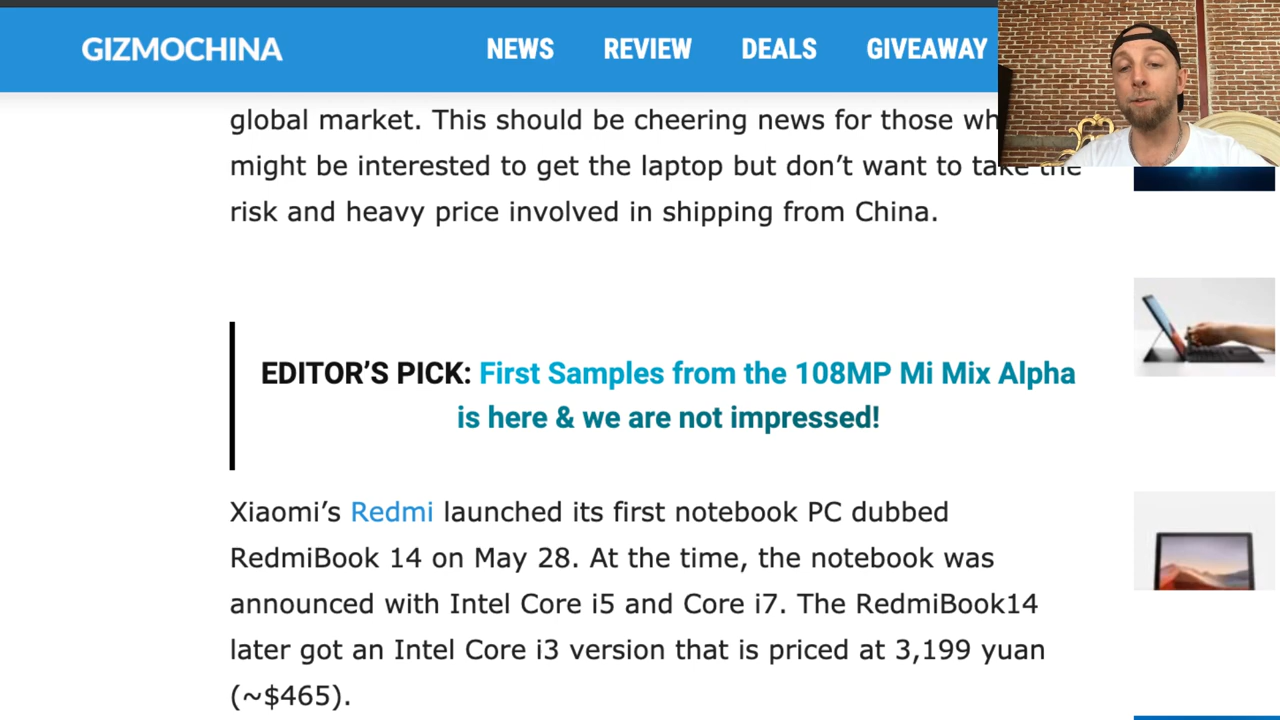 GIZMOCHINA
NEWS REVIEW DEALS GIVEAWAY
global market. This should be cheering news for those
might be interested to get the laptop but don’t want to take the
risk and heavy price involved in shipping from China.
EDITOR’S PICK: First Samples from the 108MP Mi Mix Alpha
is here & we are not impressed!
Xiaomi’s Redmi launched its first notebook PC dubbed
RedmiBook 14 on May 28. At the time, the notebook was
announced with Intel Core i5 and Core i7. The RedmiBook14
later got an Intel Core i3 version that is priced at 3,199 yuan
(~$465).